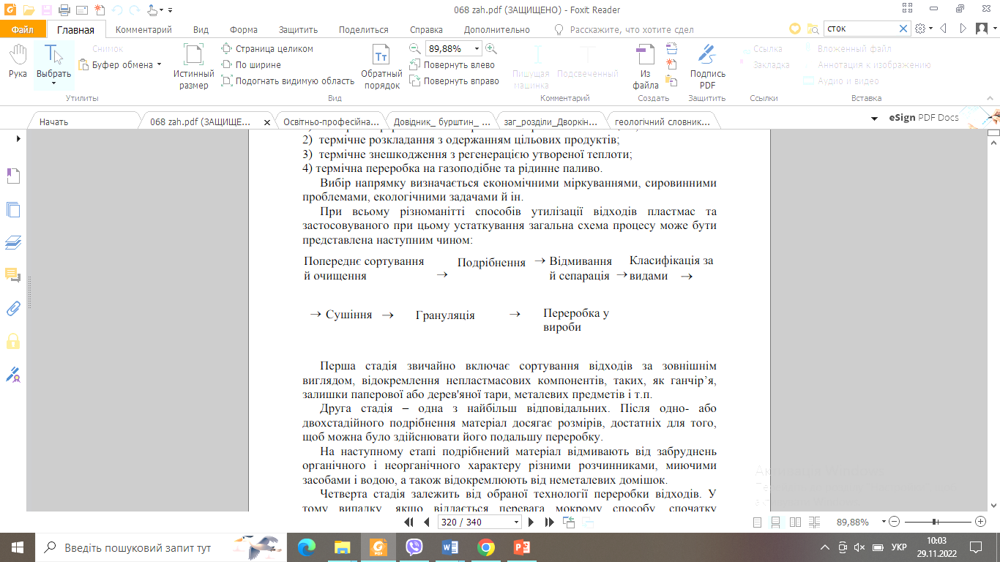 068 zah.pdf (ЗАЩИЩЕНО) - Foxit Reader
Файл Главная Комментарий Вид Форма Защитить Поделиться Справка Дополнительно Расскажите, что хотите сдел сток
Рука
Выбрать
Снимок
Буфер обмена
Утилиты
Истинный размер
Страница целиком
По ширине
Подогнать видимую область
Вид
Обратный порядок
89,88%
Повернуть влево
Повернуть вправо
Пишущая машинка
Подсвеченный
Комментарий
Из файла
Создать
Подпись PDF
Защитить
Ссылка
Закладка
Ссылки
Вложенный файл
Аннотация к изображению
Аудио и видео
Вставка
Начать 068 zah.pdf (ЗАЩИЩЕ... Освітньо-професійна... Довідник_ бурштин_ ... заг_розділи_Дворкін... геологічний словник... eSign PDF Docs
2) термічне розкладання з одержанням цільових продуктів;
3) термічне знешкодження з регенерацією утвореної теплоти;
4) термічна переробка на газоподібне та рідинне паливо.
Вибір напрямку визначається економічними міркуваннями, сировинними
проблемами, екологічними задачами й ін.
При всьому різноманітті способів утилізації відходів пластмас та
застосовуваного при цьому устаткування загальна схема процесу може бути
представлена наступним чином:
Попереднє сортування
й очищення →
Подрібнення →
Відмивання
й сепарація →
Класифікація за
видами →
→ Сушіння → Грануляція → Переробка у
вироби
Перша стадія звичайно включає сортування відходів за зовнішнім
виглядом, відокремлення непластмасових компонентів, таких, як ганчір’я,
залишки паперової або дерев'яної тари, металевих предметів і т.п.
Друга стадія – одна з найбільш відповідальних. Після одно- або
двохстадійного подрібнення матеріал досягає розмірів, достатніх для того,
щоб можна було здійснювати його подальшу переробку.
На наступному етапі подрібнений матеріал відмивають від забруднень
органічного і неорганічного характеру різними розчинниками, миючими
засобами і водою, а також відокремлюють від неметалевих домішок.
Четверта стадія залежить від обраної технології переробки відходів. У
тому випадку, якщо віддається перевага мокрому способу, спочатку
320 / 340
89,88%
Введіть пошуковий запит тут
УКР
10:03
29.11.2022